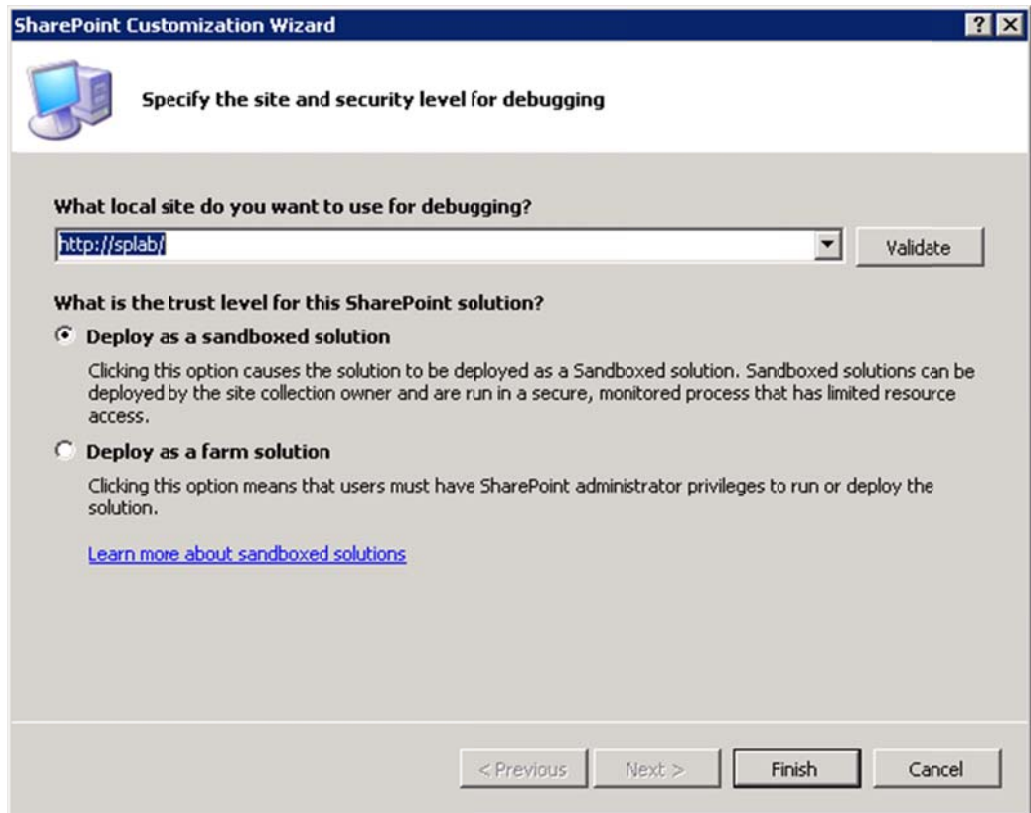 SharePoint Customization Wizard
Specify the site and security level for debugging
What local site do you want to use for debugging?
http://splab/
Validate
What is the trust level for this SharePoint solution?
Deploy as a sandboxed solution
Clicking this option causes the solution to be deployed as a Sandboxed solution. Sandboxed solutions can be
deployed by the site collection owner and are run in a secure, monitored process that has limited resource
access.
Deploy as a farm solution
Clicking this option means that users must have SharePoint administrator privileges to run or deploy the
solution.
Learn more about sandboxed solutions
< Previous
Next >
Finish
Cancel